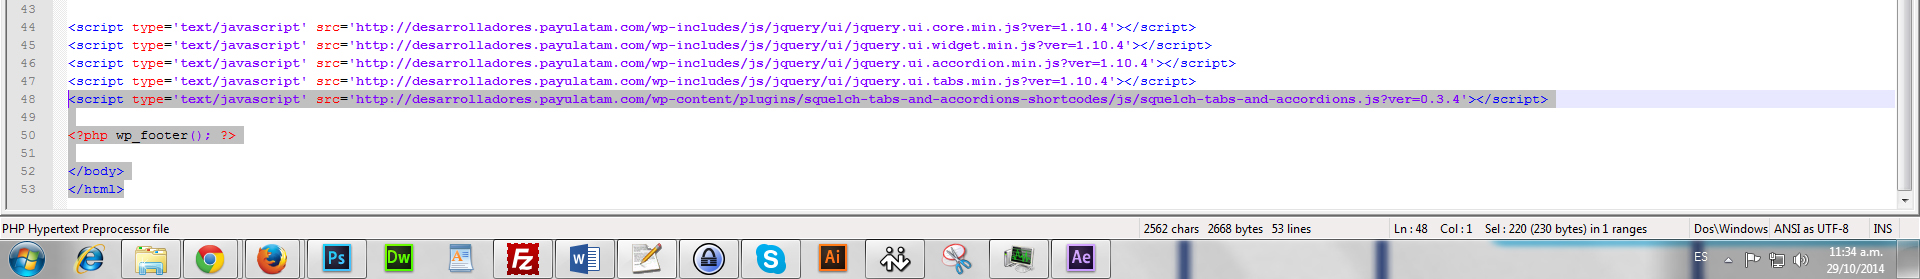 43
44 <script type='text/javascript' src='http://desarrolladores.payulatam.com/wp-includes/js/jquery/ui/jquery.ui.core.min.js?ver=1.10.4'></script>
45 <script type='text/javascript' src='http://desarrolladores.payulatam.com/wp-includes/js/jquery/ui/jquery.ui.widget.min.js?ver=1.10.4'></script>
46 <script type='text/javascript' src='http://desarrolladores.payulatam.com/wp-includes/js/jquery/ui/jquery.ui.accordion.min.js?ver=1.10.4'></script>
47 <script type='text/javascript' src='http://desarrolladores.payulatam.com/wp-includes/js/jquery/ui/jquery.ui.tabs.min.js?ver=1.10.4'></script>
48 <script type='text/javascript' src='http://desarrolladores.payulatam.com/wp-content/plugins/squelch-tabs-and-accordions-shortcodes/js/squelch-tabs-and-accordions.js?ver=0.3.4'></script>
49
50 <?php wp_footer(); ?>
51
52 </body>
53 </html>
PHP Hypertext Preprocessor file 2562 chars 2668 bytes 53 lines Ln : 48 Col : 1 Sel : 220 (230 bytes) in 1 ranges Dos\Windows ANSI as UTF-8 INS
Ps Dw A Fz W S Ai Ae ES 11:34 a.m.
29/10/2014